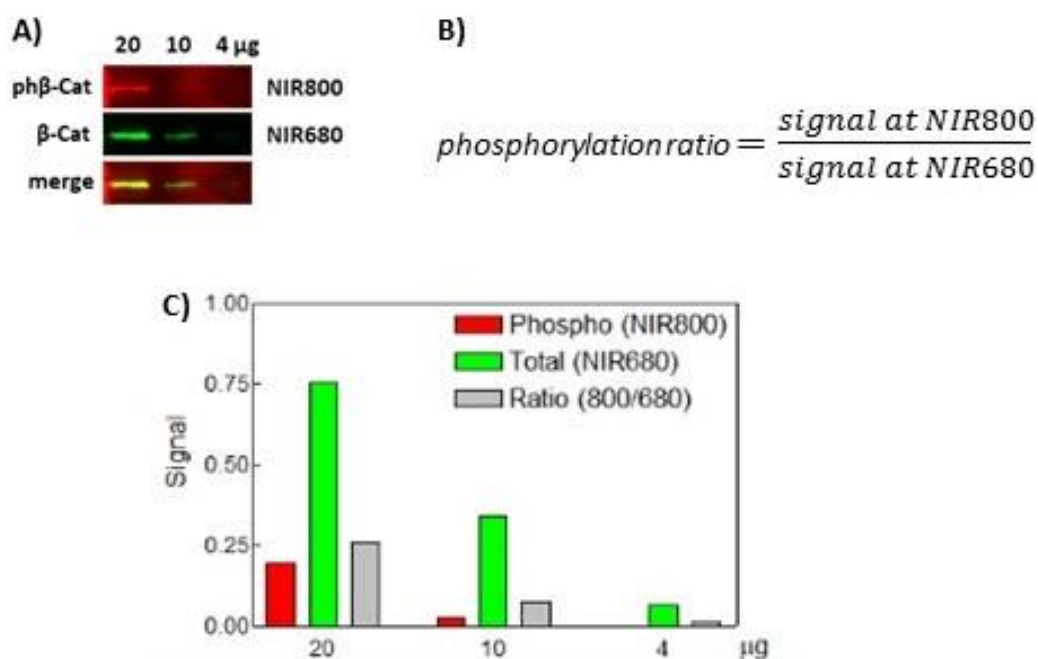 A)
20 10 4 µg
phβ-Cat NIR800
β-Cat NIR680
merge
B)
phosphorylation ratio = signal at NIR800
signal at NIR680
C)
1.00
0.75
0.50
0.25
0.00
Signal
Phospho (NIR800)
Total (NIR680)
Ratio (800/680)
20 10 4 µg